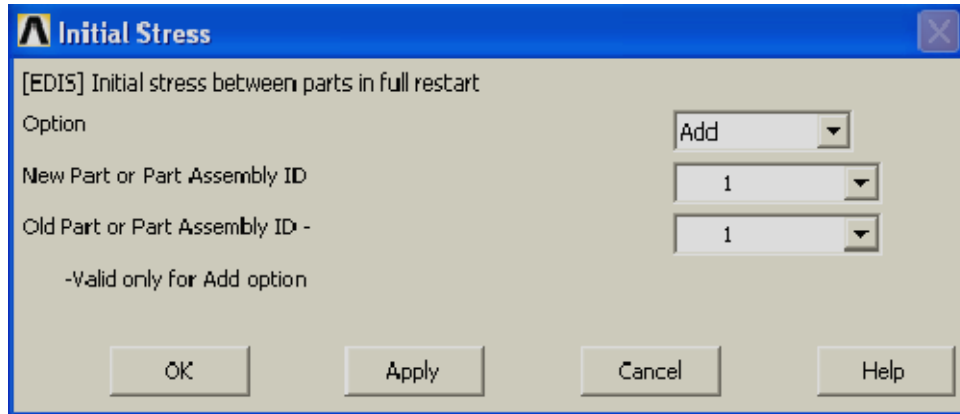 Initial Stress
[EDIS] Initial stress between parts in full restart
Option Add
New Part or Part Assembly ID 1
Old Part or Part Assembly ID - 1
-Valid only for Add option
OK Apply Cancel Help